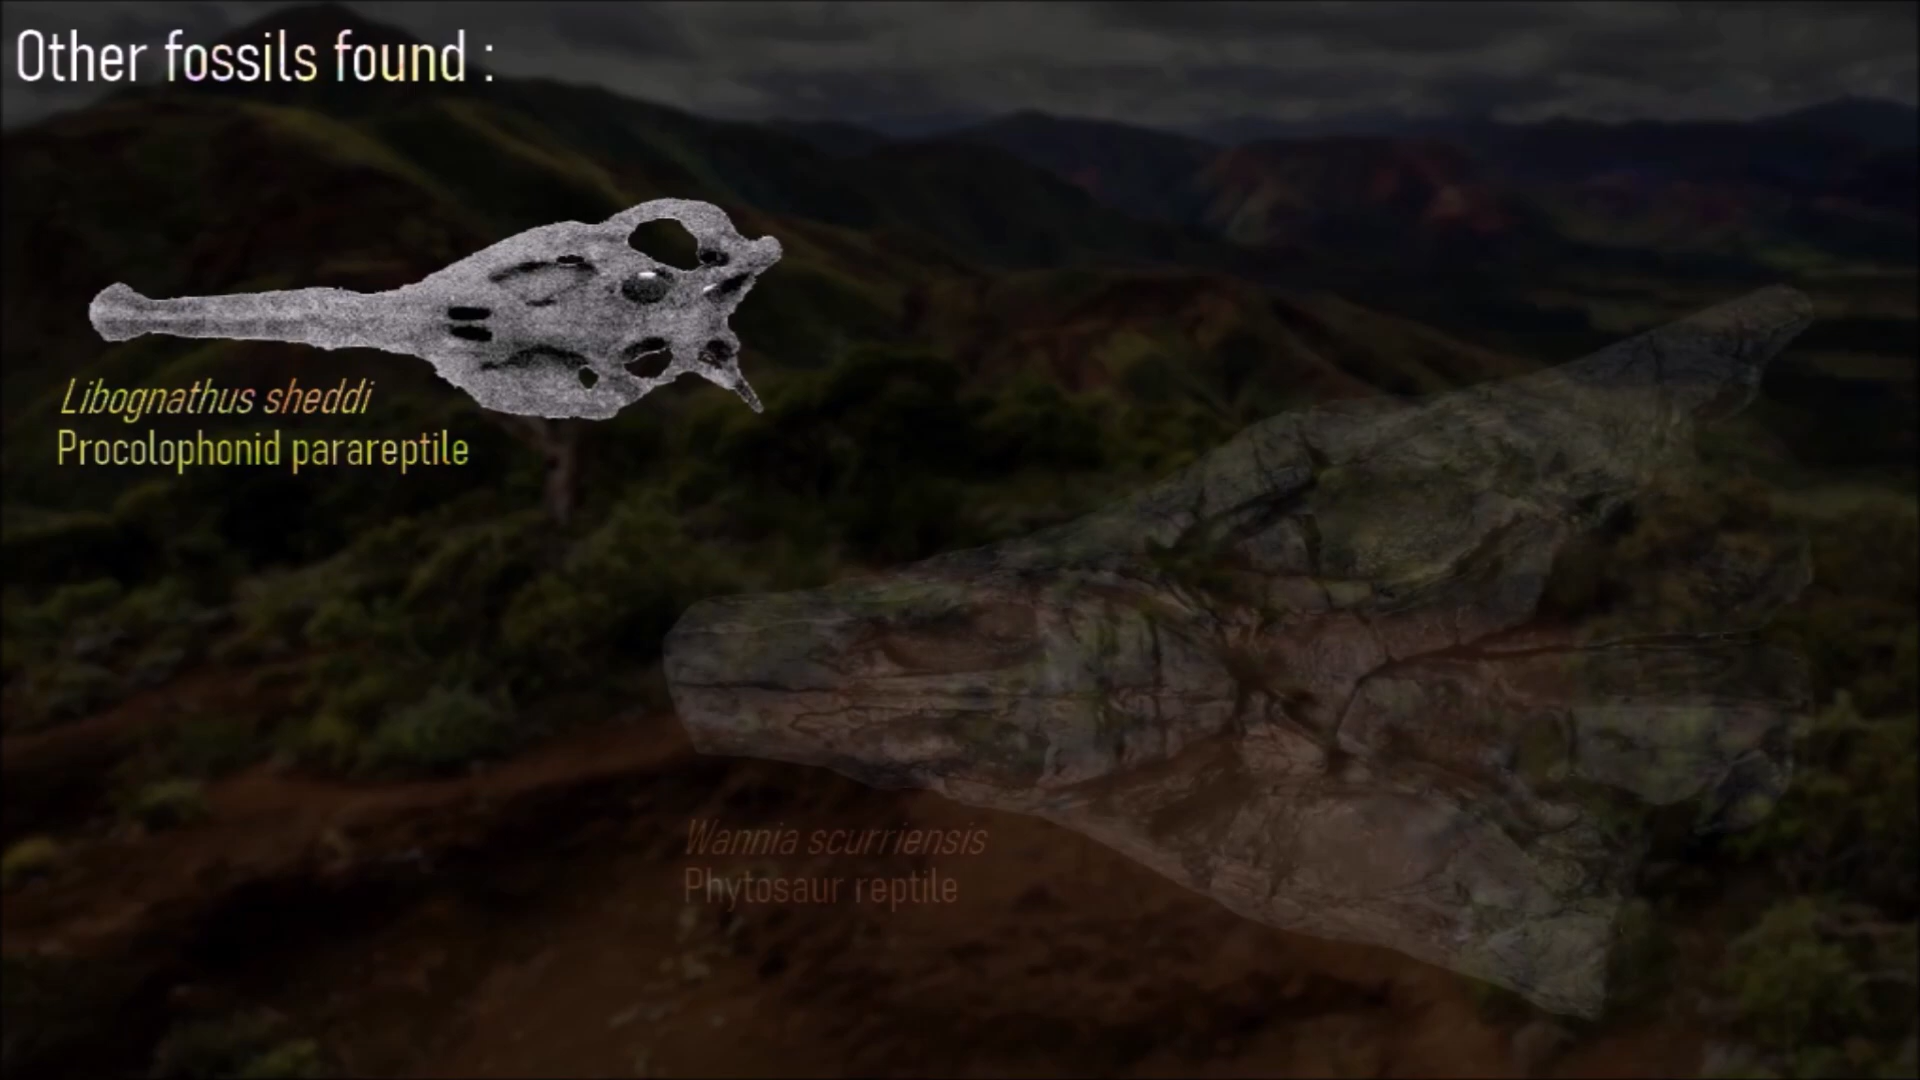 Other fossils found :
Libognathus sheddi
Procolophonid parareptile
Wannia scurriensis
Phytosaur reptile